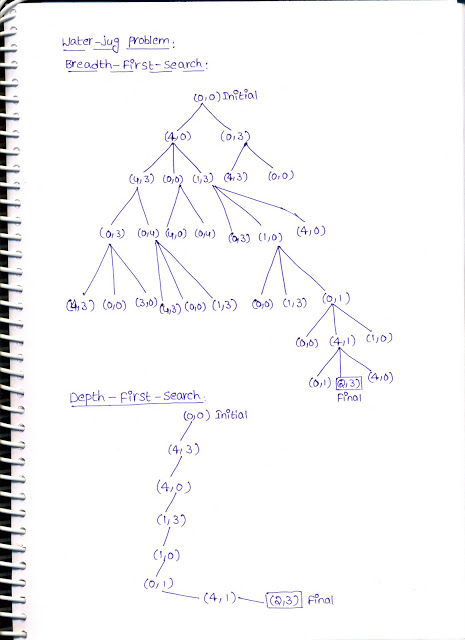 Water-jug problem:
Breadth-First-Search:
(0,0) Initial
(4,0) (0,3)
(4,3) (0,0) (1,3) (4,3) (0,0)
(0,3) (0,4) (4,0) (0,4) (0,3) (1,0) (4,0)
(4,3) (0,0) (3,0) (4,3) (0,0) (1,3) (0,0) (1,3) (0,1)
(0,0) (4,1) (1,0)
(0,1) (2,3) (4,0)
Final
Depth-First-Search:
(0,0) Initial
(4,3)
(4,0)
(1,3)
(1,0)
(0,1)
(4,1) (2,3) Final